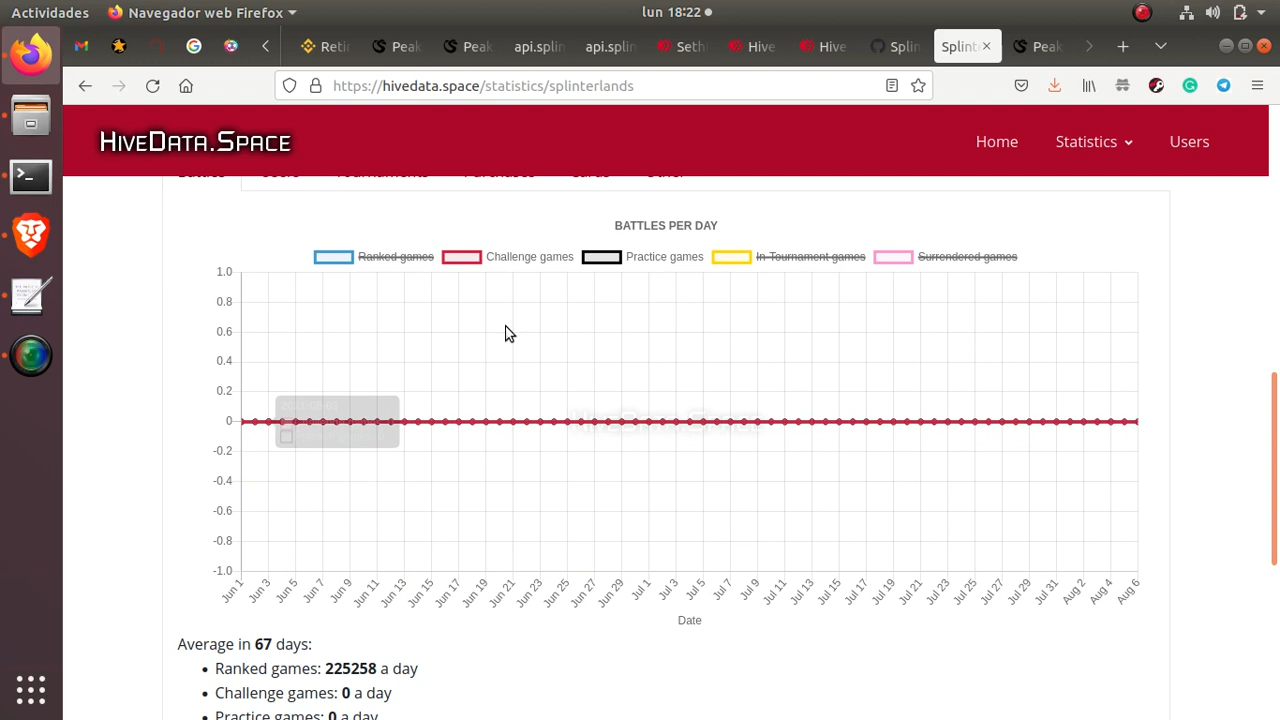 Actividades Navegador web Firefox lun 18:22
Retir Peak Peak api.splin api.splin Seth Hive Hive Splin Splint Peak
https://hivedata.space/statistics/splinterlands
HiveData.Space Home Statistics Users
BATTLES PER DAY
Ranked games Challenge games Practice games In-Tournament games Surrendered games
1.0
0.8
0.6
0.4
0.2
0
-0.2
-0.4
-0.6
-0.8
-1.0
Jun 1 Jun 3 Jun 5 Jun 7 Jun 9 Jun 11 Jun 13 Jun 15 Jun 17 Jun 19 Jun 21 Jun 23 Jun 25 Jun 27 Jun 29 Jul 1 Jul 3 Jul 5 Jul 7 Jul 9 Jul 11 Jul 13 Jul 15 Jul 17 Jul 19 Jul 21 Jul 23 Jul 25 Jul 27 Jul 29 Jul 31 Aug 2 Aug 4 Aug 6
Date
Average in 67 days:
Ranked games: 225258 a day
Challenge games: 0 a day
Practice games: 0 a day